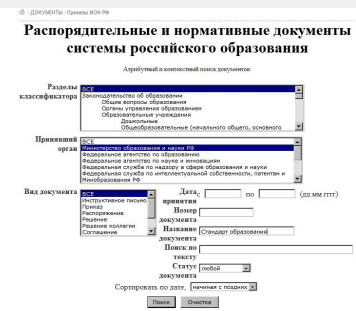 / ДОКУМЕНТЫ / Приказы МОН РФ
Распорядительные и нормативные документы
системы российского образования
Атрибутный и контекстный поиск документов
Разделы классификатора
ВСЕ
Законодательство об образовании
Общие вопросы образования
Органы управления образованием
Образовательные учреждения
Дошкольные
Общеобразовательные (начального общего, основного
Принявший орган
ВСЕ
Министерство образования и науки РФ
Федеральное агентство по образованию
Федеральное агентство по науке и инновациям
Федеральная служба по надзору в сфере образования и науки
Федеральная служба по интеллектуальной собственности, патентам и
Минобразования РФ
Вид документа
ВСЕ
Инструктивное письмо
Приказ
Распоряжение
Решение
Решение коллегии
Соглашение
Дата принятия
с
по
(дд.мм.гггг)
Номер документа
Название документа
Стандарт образования
Поиск по тексту
Статус документа
любой
Сортировать по дате,
начиная с поздних
Поиск
Очистка